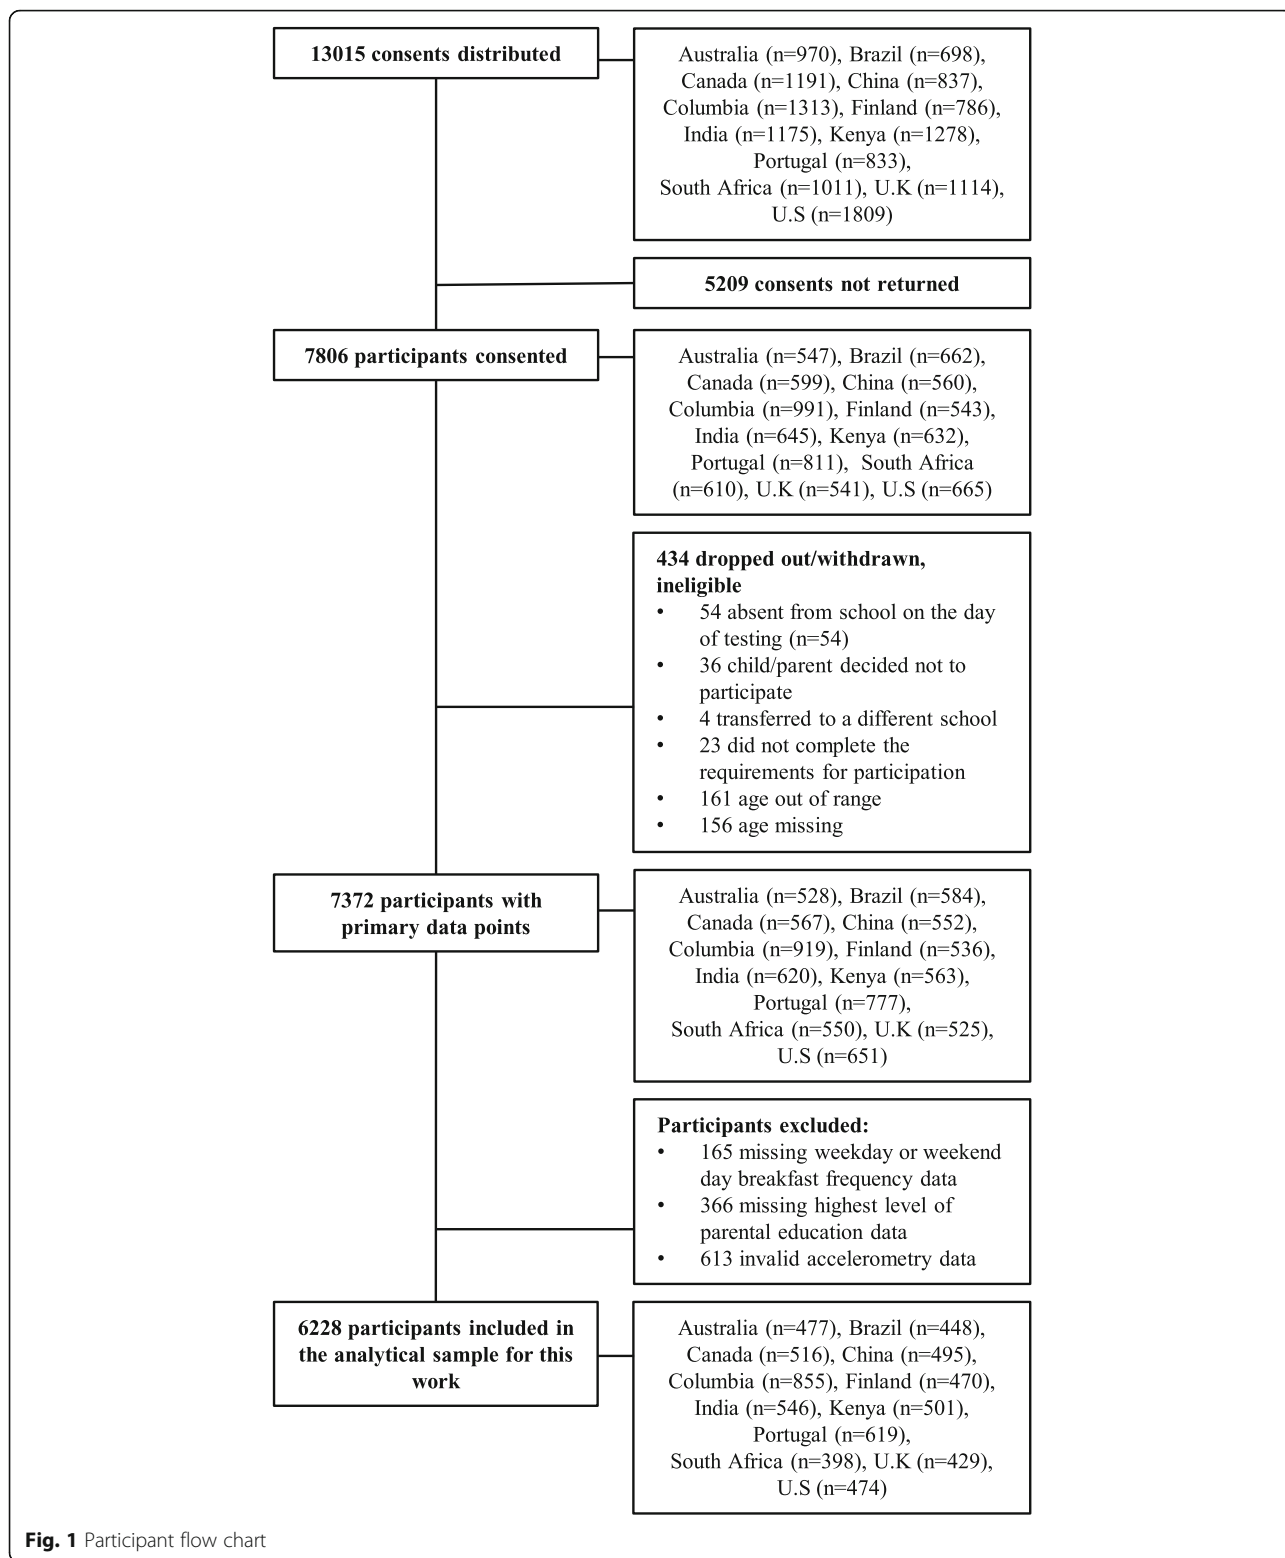 13015 consents distributed
Australia (n=970), Brazil (n=698),
Canada (n=1191), China (n=837),
Columbia (n=1313), Finland (n=786),
India (n=1175), Kenya (n=1278),
Portugal (n=833),
South Africa (n=1011), U.K (n=1114),
U.S (n=1809)
5209 consents not returned
7806 participants consented
Australia (n=547), Brazil (n=662),
Canada (n=599), China (n=560),
Columbia (n=991), Finland (n=543),
India (n=645), Kenya (n=632),
Portugal (n=811), South Africa
(n=610), U.K (n=541), U.S (n=665)
434 dropped out/withdrawn,
ineligible
• 54 absent from school on the day
of testing (n=54)
• 36 child/parent decided not to
participate
• 4 transferred to a different school
• 23 did not complete the
requirements for participation
• 161 age out of range
• 156 age missing
7372 participants with
primary data points
Australia (n=528), Brazil (n=584),
Canada (n=567), China (n=552),
Columbia (n=919), Finland (n=536),
India (n=620), Kenya (n=563),
Portugal (n=777),
South Africa (n=550), U.K (n=525),
U.S (n=651)
Participants excluded:
• 165 missing weekday or weekend
day breakfast frequency data
• 366 missing highest level of
parental education data
• 613 invalid accelerometry data
6228 participants included in
the analytical sample for this
work
Australia (n=477), Brazil (n=448),
Canada (n=516), China (n=495),
Columbia (n=855), Finland (n=470),
India (n=546), Kenya (n=501),
Portugal (n=619),
South Africa (n=398), U.K (n=429),
U.S (n=474)
Fig. 1 Participant flow chart